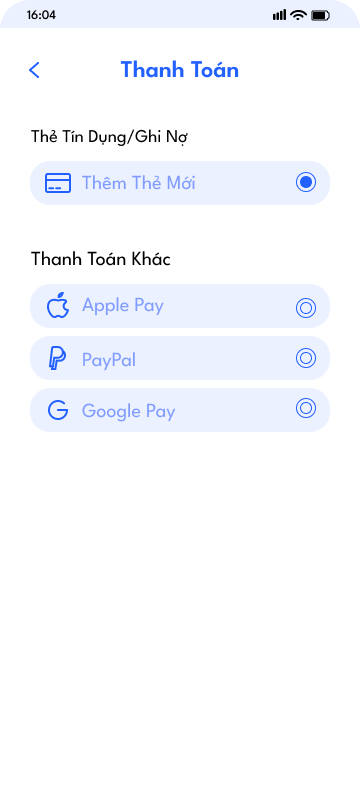 16:04
Thanh Toán
Thẻ Tín Dụng/Ghi Nợ
Thêm Thẻ Mới
Thanh Toán Khác
Apple Pay
PayPal
Google Pay